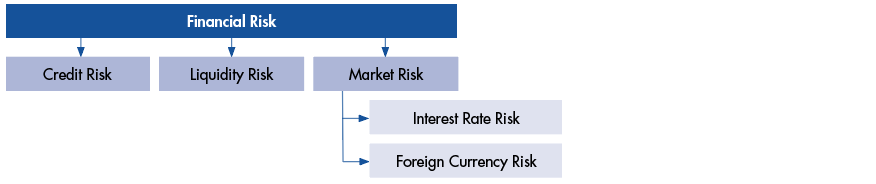 Financial Risk
Credit Risk
Liquidity Risk
Market Risk
Interest Rate Risk
Foreign Currency Risk